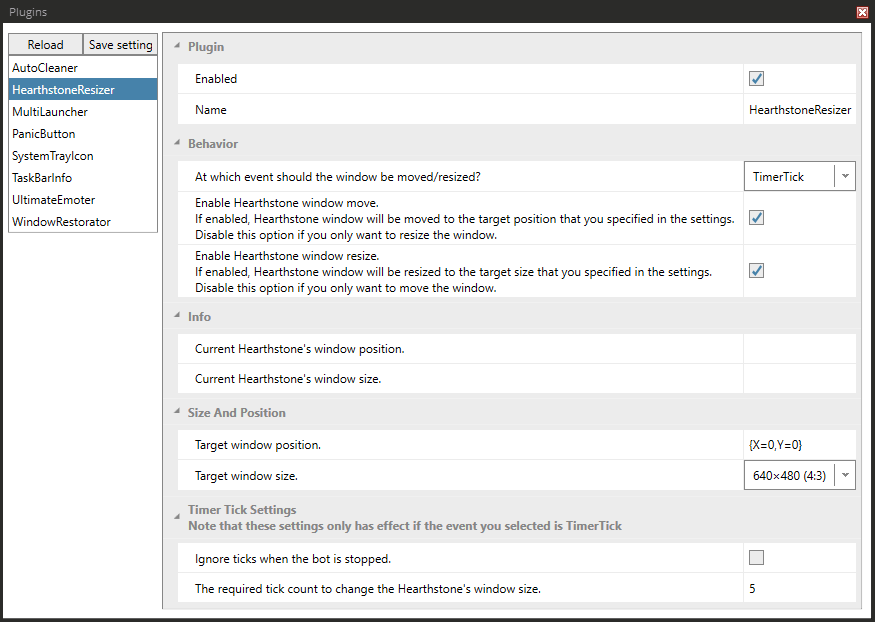 Plugins
Reload
Save setting
AutoCleaner
HearthstoneResizer
MultiLauncher
PanicButton
SystemTrayIcon
TaskBarInfo
UltimateEmoter
WindowRestorator
Plugin
Enabled
Name HearthstoneResizer
Behavior
At which event should the window be moved/resized? TimerTick
Enable Hearthstone window move.
If enabled, Hearthstone window will be moved to the target position that you specified in the settings.
Disable this option if you only want to resize the window.
Enable Hearthstone window resize.
If enabled, Hearthstone window will be resized to the target size that you specified in the settings.
Disable this option if you only want to move the window.
Info
Current Hearthstone's window position.
Current Hearthstone's window size.
Size And Position
Target window position. {X=0,Y=0}
Target window size. 640×480 (4:3)
Timer Tick Settings
Note that these settings only has effect if the event you selected is TimerTick
Ignore ticks when the bot is stopped.
The required tick count to change the Hearthstone's window size. 5